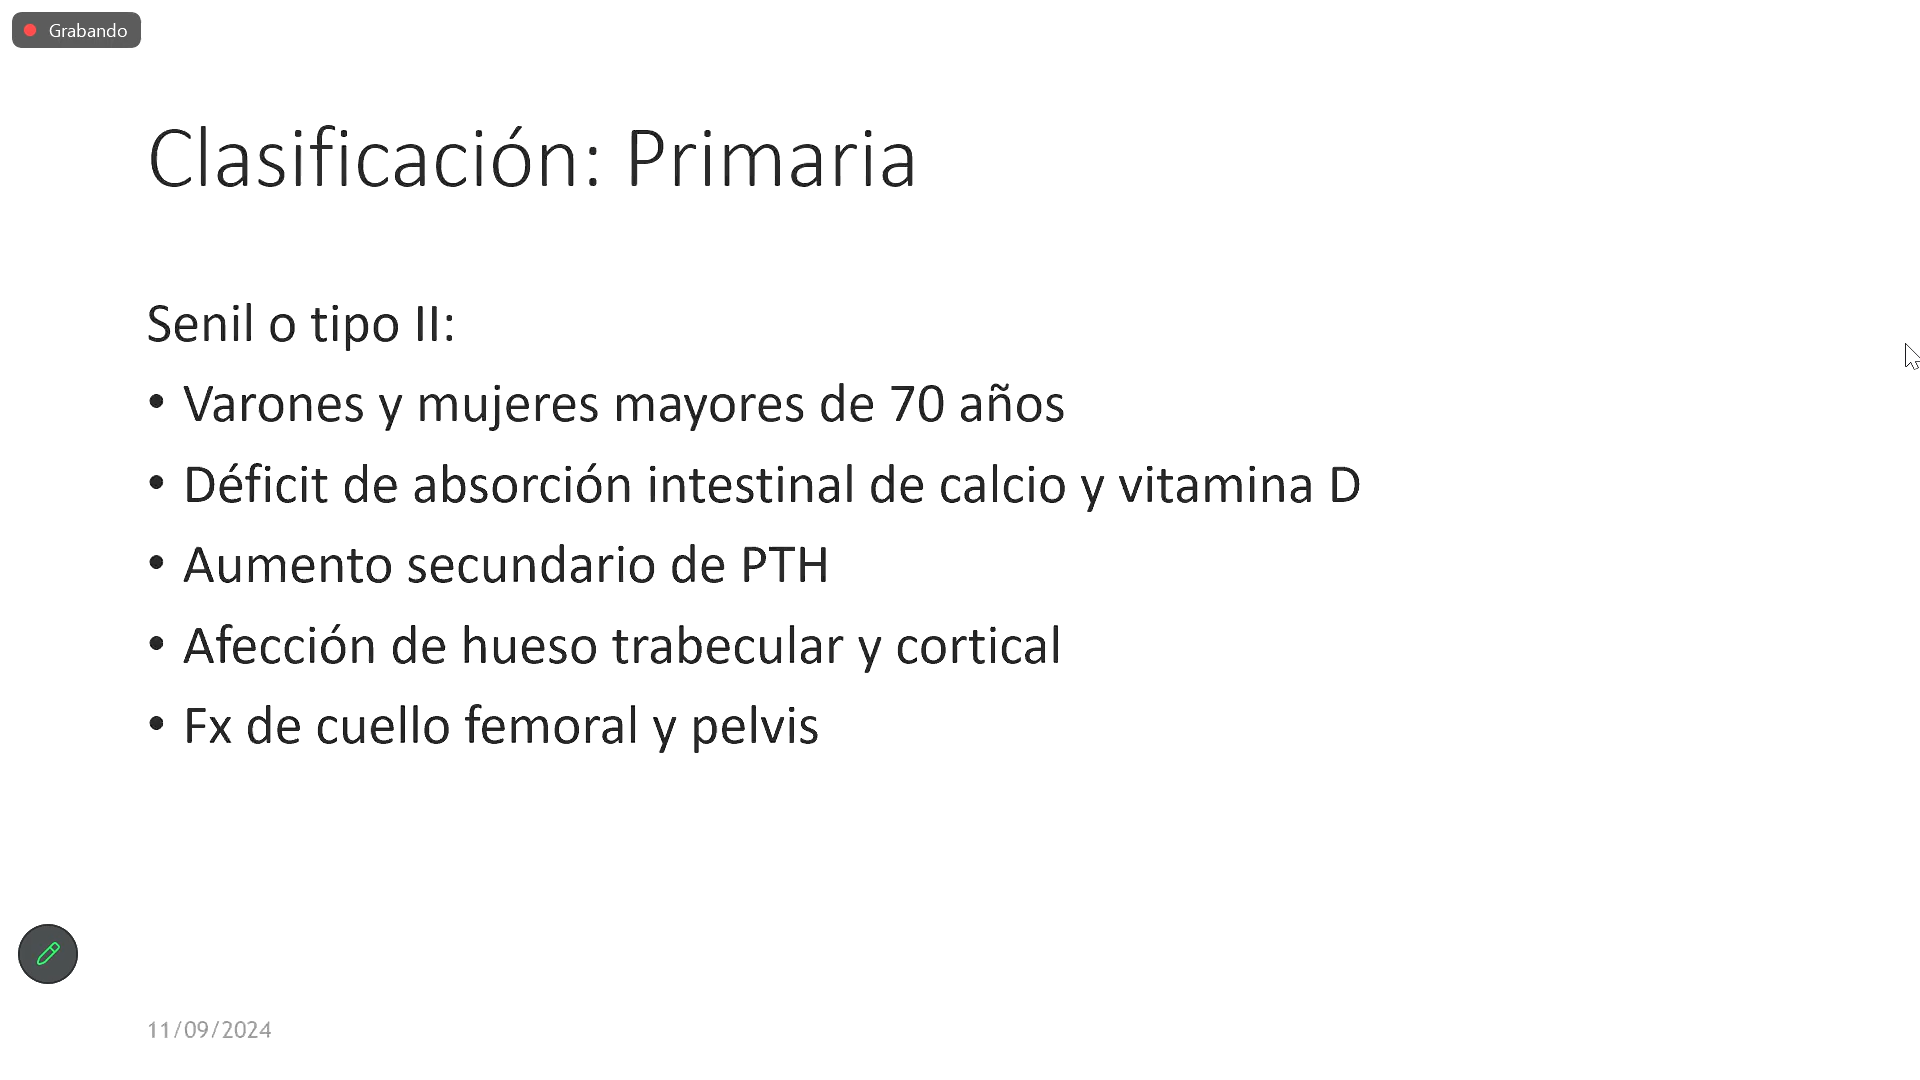 Grabando
Clasificación: Primaria
Senil o tipo II:
• Varones y mujeres mayores de 70 años
• Déficit de absorción intestinal de calcio y vitamina D
• Aumento secundario de PTH
• Afección de hueso trabecular y cortical
• Fx de cuello femoral y pelvis
11/09/2024